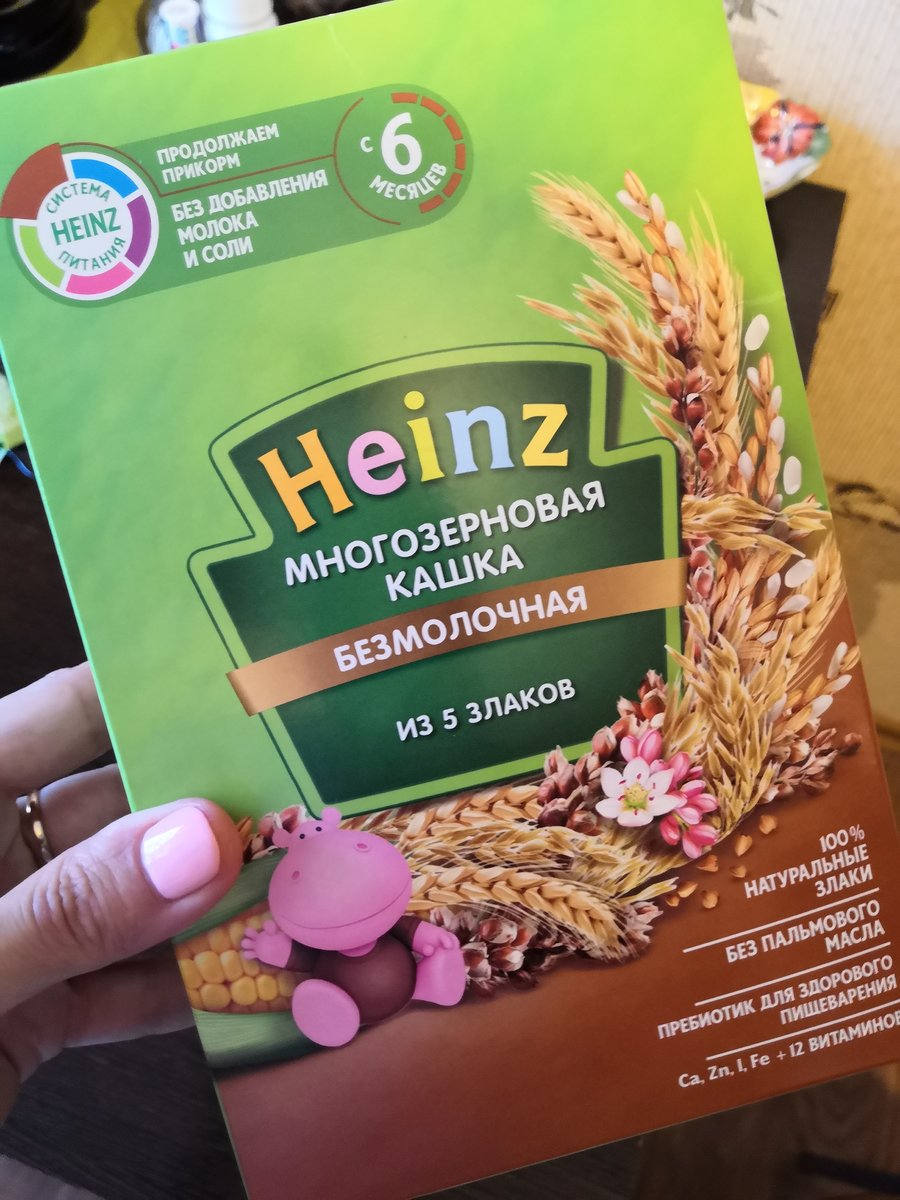 ПРОДОЛЖАЕМ
ПРИКОРМ
БЕЗ ДОБАВЛЕНИЯ
МОЛОКА
И СОЛИ
С 6
МЕСЯЦЕВ
СИСТЕМА
HEINZ
ПИТАНИЯ
Heinz
МНОГОЗЕРНОВАЯ
КАШКА
БЕЗМОЛОЧНАЯ
ИЗ 5 ЗЛАКОВ
100%
НАТУРАЛЬНЫЕ
ЗЛАКИ
БЕЗ ПАЛЬМОВОГО
МАСЛА
ПРЕБИОТИК ДЛЯ ЗДОРОВОГО
ПИЩЕВАРЕНИЯ
Ca, Zn, I, Fe + 12 ВИТАМИНОВ